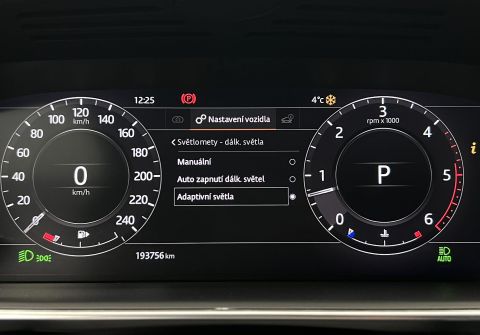 12:25
4°C
Nastavení vozidla
Světlomety - dálk. světla
Manuální
Auto zapnutí dálk. světel
Adaptivní světla
0 20 40 60 80 100 120 140 160 180 200 220 240
km/h
0
km/h
0 1 2 3 4 5 6
rpm x 1000
P
193756 km
AUTO